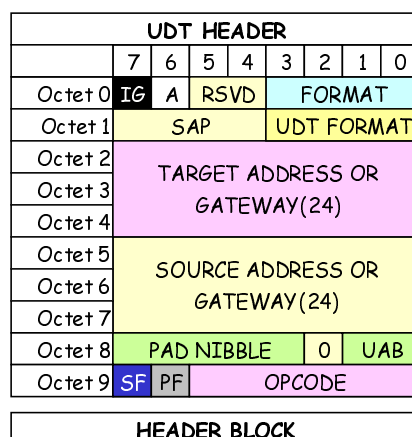 UDT HEADER
7 6 5 4 3 2 1 0
Octet 0 IG A RSVD FORMAT
Octet 1 SAP UDT FORMAT
Octet 2
TARGET ADDRESS OR
Octet 3
GATEWAY(24)
Octet 4
Octet 5
SOURCE ADDRESS OR
Octet 6
GATEWAY(24)
Octet 7
Octet 8 PAD NIBBLE 0 UAB
Octet 9 SF PF OPCODE
HEADER BLOCK